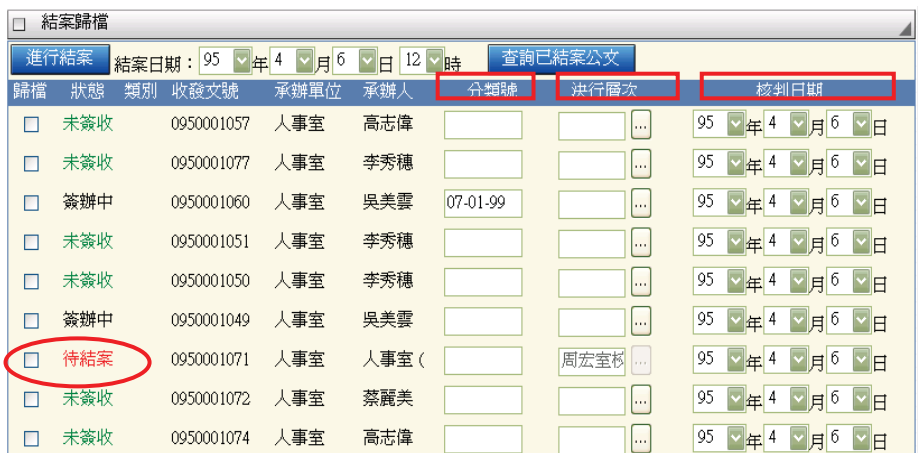 結案歸檔
進行結案 結案日期：95 年 4 月 6 日 12 時 查詢已結案公文
歸檔 狀態 類別 收發文號 承辦單位 承辦人 分類號 決行層次 核判日期
未簽收 0950001057 人事室 高志偉 ... 95 年 4 月 6 日
未簽收 0950001077 人事室 李秀穗 ... 95 年 4 月 6 日
簽辦中 0950001060 人事室 吳美雲 07-01-99 ... 95 年 4 月 6 日
未簽收 0950001051 人事室 李秀穗 ... 95 年 4 月 6 日
未簽收 0950001050 人事室 李秀穗 ... 95 年 4 月 6 日
簽辦中 0950001049 人事室 吳美雲 ... 95 年 4 月 6 日
待結案 0950001071 人事室 人事室 ( 周宏室 ... 95 年 4 月 6 日
未簽收 0950001072 人事室 蔡麗美 ... 95 年 4 月 6 日
未簽收 0950001074 人事室 高志偉 ... 95 年 4 月 6 日